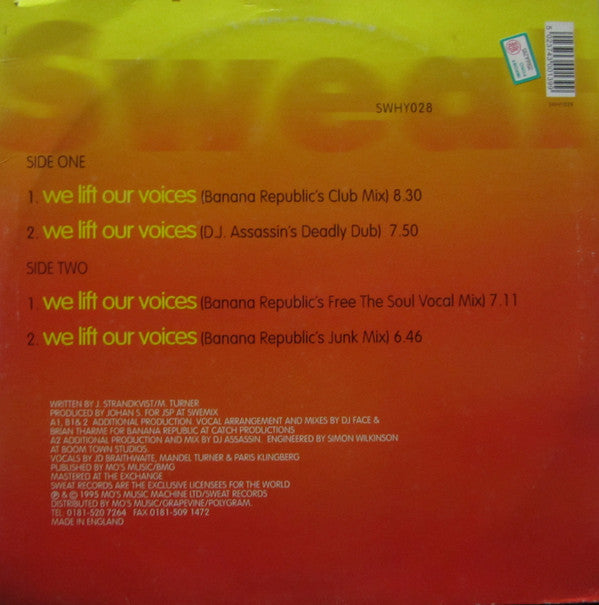 Sweat
SWHY028
SIDE ONE
1. we lift our voices (Banana Republic's Club Mix) 8.30
2. we lift our voices (D.J. Assassin's Deadly Dub) 7.50
SIDE TWO
1. we lift our voices (Banana Republic's Free The Soul Vocal Mix) 7.11
2. we lift our voices (Banana Republic's Junk Mix) 6.46
WRITTEN BY J. STRANDKVIST/M. TURNER
PRODUCED BY JOHAN S. FOR JSP AT SWEMIX
A1, B1& 2 ADDITIONAL PRODUCTION. VOCAL ARRANGEMENT AND MIXES BY DJ FACE &
BRIAN THARME FOR BANANA REPUBLIC AT CATCH PRODUCTIONS
A2 ADDITIONAL PRODUCTION AND MIX BY DJ ASSASSIN. ENGINEERED BY SIMON WILKINSON
AT BOOM TOWN STUDIOS.
VOCALS BY JD BRAITHWAITE, MANDEL TURNER & PARIS KLINGBERG
PUBLISHED BY MO'S MUSIC/BMG
MASTERED AT THE EXCHANGE
SWEAT RECORDS ARE THE EXCLUSIVE LICENSEES FOR THE WORLD
℗ & © 1995 MO'S MUSIC MACHINE LTD/SWEAT RECORDS
DISTRIBUTED BY MO'S MUSIC/GRAPEVINE/POLYGRAM.
TEL 0181-520 7264 FAX 0181-509 1472
MADE IN ENGLAND